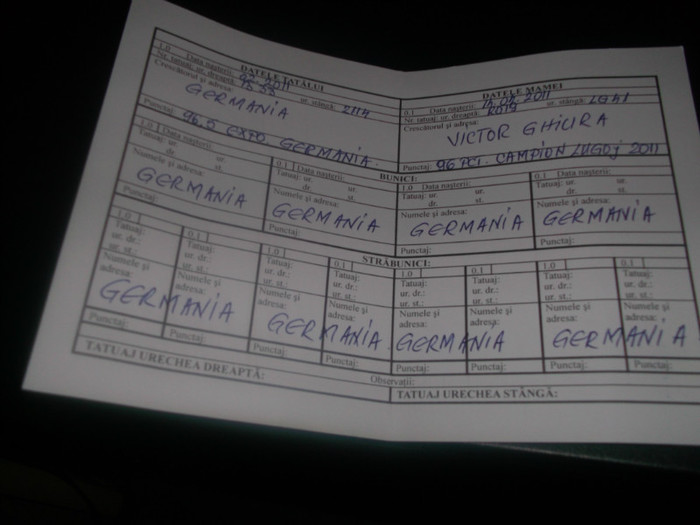 DATELE TATĂLUI
1.0 Data nașterii: 2011
Nr. tatuaj: ur. dreaptă: ur. stângă: Z114
Crescătorul și adresa:
GERMANIA
Punctaj: 96.0 EXPO. GERMANIA.
DATELE MAMEI
0.1 Data nașterii: 2011
Nr. tatuaj: ur. dreaptă: ur. stângă:
Crescătorul și adresa:
VICTOR GHIURA
Punctaj: 96 PCT. CAMPION LUGOJ 2011
BUNICI:
1.0 Data nașterii:
Tatuaj: ur. ur.
dr. st.
Numele și adresa:
GERMANIA
Punctaj:
0.1 Data nașterii:
Tatuaj: ur. ur.
dr. st.
Numele și adresa:
GERMANIA
Punctaj:
1.0 Data nașterii:
Tatuaj: ur. ur.
dr. st.
Numele și adresa:
GERMANIA
Punctaj:
0.1 Data nașterii:
Tatuaj: ur. ur.
dr. st.
Numele și adresa:
GERMANIA
Punctaj:
STRĂBUNICI:
1.0 0.1 1.0 0.1 1.0 0.1 1.0 0.1
Tatuaj: Tatuaj: Tatuaj: Tatuaj: Tatuaj: Tatuaj: Tatuaj: Tatuaj:
ur. dr.: ur. dr.: ur. dr.: ur. dr.: ur. dr.: ur. dr.: ur. dr.: ur. dr.:
ur. st.: ur. st.: ur. st.: ur. st.: ur. st.: ur. st.: ur. st.: ur. st.:
Numele și Numele și Numele și Numele și Numele și Numele și Numele și Numele și
adresa: adresa: adresa: adresa: adresa: adresa: adresa: adresa:
GERMANIA GERMANIA. GERMANIA GERMANIA.
Punctaj: Punctaj: Punctaj: Punctaj: Punctaj: Punctaj: Punctaj: Punctaj:
Observații:
TATUAJ URECHEA DREAPTĂ:
TATUAJ URECHEA STÂNGĂ: